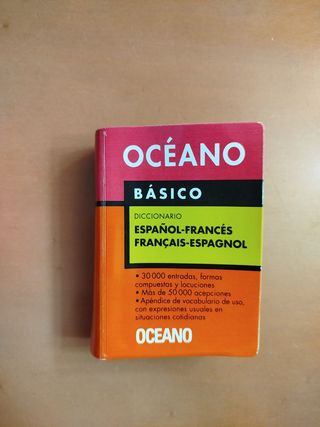 OCÉANO
BÁSICO
DICCIONARIO
ESPAÑOL-FRANCÉS
FRANÇAIS-ESPAGNOL
• 30 000 entradas, formas
compuestas y locuciones
• Más de 50 000 acepciones
• Apéndice de vocabulario de uso,
con expresiones usuales en
situaciones cotidianas
OCEANO